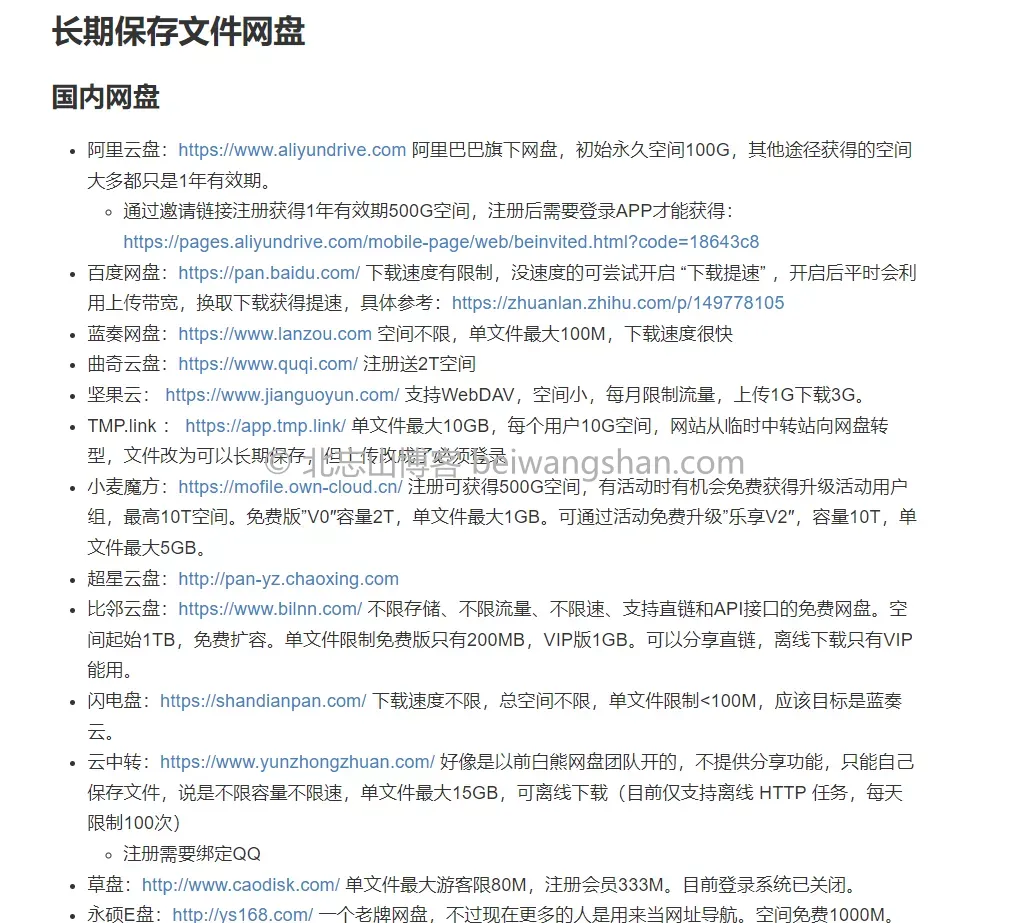 长期保存文件网盘
国内网盘
阿里云盘：https://www.aliyundrive.com 阿里巴巴旗下网盘，初始永久空间100G，其他途径获得的空间
大多都只是1年有效期。
通过邀请链接注册获得1年有效期500G空间，注册后需要登录APP才能获得：
https://pages.aliyundrive.com/mobile-page/web/beinvited.html?code=18643c8
百度网盘：https://pan.baidu.com/ 下载速度有限制，没速度的可尝试开启 “下载提速” ，开启后平时会利
用上传带宽，换取下载获得提速，具体参考：https://zhuanlan.zhihu.com/p/149778105
蓝奏网盘：https://www.lanzou.com 空间不限，单文件最大100M，下载速度很快
曲奇云盘：https://www.quqi.com/ 注册送2T空间
坚果云： https://www.jianguoyun.com/ 支持WebDAV，空间小，每月限制流量，上传1G下载3G。
TMP.link ： https://app.tmp.link/ 单文件最大10GB，每个用户10G空间，网站从临时中转站向网盘转
型，文件改为可以长期保存，但上传改成了必须登录
© 北忘山博客 beiwangshan.com
小麦魔方：https://mofile.own-cloud.cn/ 注册可获得500G空间，有活动时有机会免费获得升级活动用户
组，最高10T空间。免费版”V0″容量2T，单文件最大1GB。可通过活动免费升级”乐享V2″，容量10T，单
文件最大5GB。
超星云盘：http://pan-yz.chaoxing.com
比邻云盘：https://www.bilnn.com/ 不限存储、不限流量、不限速、支持直链和API接口的免费网盘。空
间起始1TB，免费扩容。单文件限制免费版只有200MB，VIP版1GB。可以分享直链，离线下载只有VIP
能用。
闪电盘：https://shandianpan.com/ 下载速度不限，总空间不限，单文件限制<100M，应该目标是蓝奏
云。
云中转：https://www.yunzhongzhuan.com/ 好像是以前白熊网盘团队开的，不提供分享功能，只能自己
保存文件，说是不限容量不限速，单文件最大15GB，可离线下载（目前仅支持离线 HTTP 任务，每天
限制100次）
注册需要绑定QQ
草盘：http://www.caodisk.com/ 单文件最大游客限80M，注册会员333M。目前登录系统已关闭。
永硕E盘：http://ys168.com/ 一个老牌网盘，不过现在更多的人是用来当网址导航。空间免费1000M。